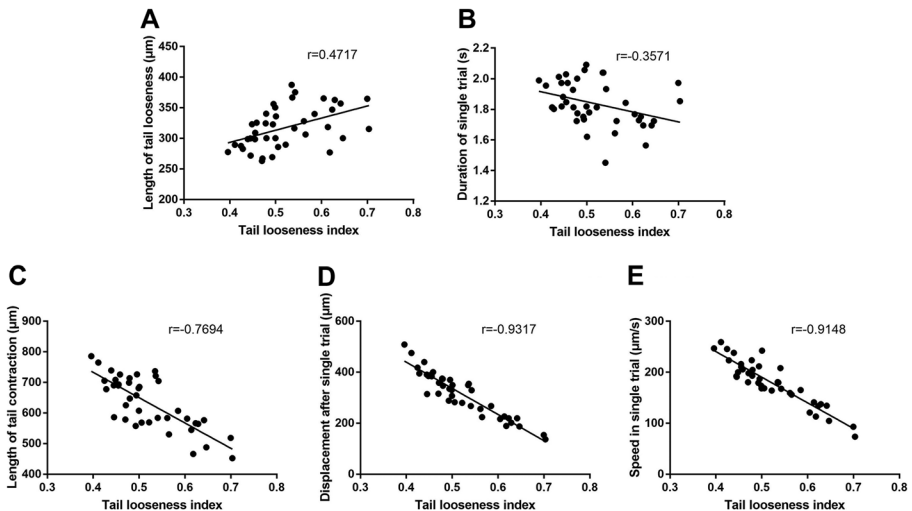 A
r=0.4717
Length of tail looseness (μm)
450
400
350
300
250
200
0.3 0.4 0.5 0.6 0.7 0.8
Tail looseness index
B
r=-0.3571
Duration of single trial (s)
2.2
2.0
1.8
1.6
1.4
1.2
0.3 0.4 0.5 0.6 0.7 0.8
Tail looseness index
C
r=-0.7694
Length of tail contraction (μm)
900
800
700
600
500
400
0.3 0.4 0.5 0.6 0.7 0.8
Tail looseness index
D
r=-0.9317
Displacement after single trial (μm)
600
400
200
0
0.3 0.4 0.5 0.6 0.7 0.8
Tail looseness index
E
r=-0.9148
Speed in single trial (μm/s)
300
200
100
0
0.3 0.4 0.5 0.6 0.7 0.8
Tail looseness index